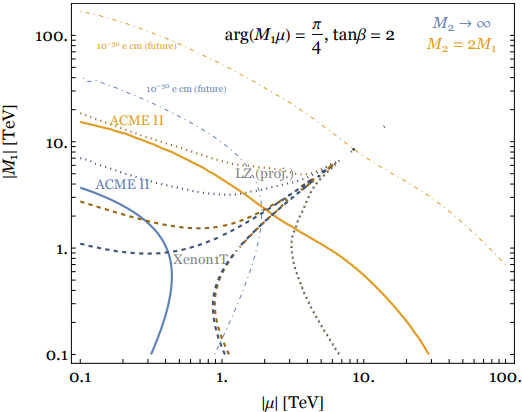 arg(M₁μ) = π/4, tanβ = 2
M₂ → ∞
M₂ = 2M₁
10⁻³⁰ e cm (future)
10⁻³⁰ e cm (future)
ACME II
LZ (proj.)
ACME II
Xenon1T
|M₁| [TeV]
100.
10.
1.
0.1
0.1 1. 10. 100.
|μ| [TeV]